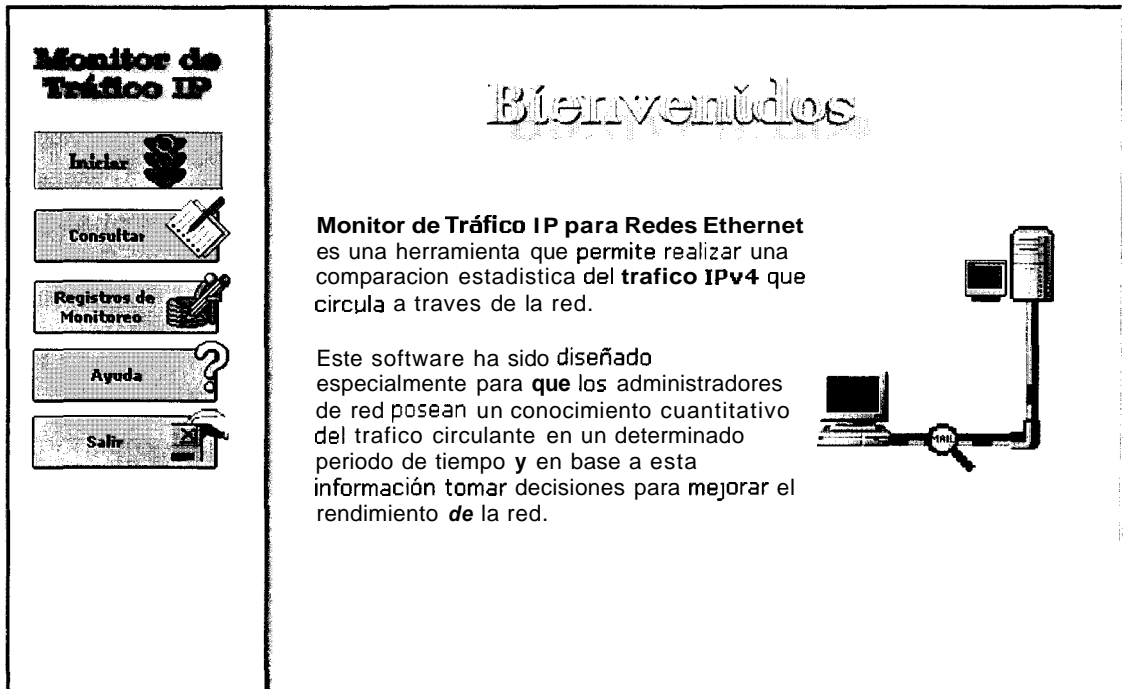 Monitor de
Tráfico IP
Iniciar
Consultar
Registros de
Monitoreo
Ayuda
Salir
Bienvenidos
Monitor de Tráfico IP para Redes Ethernet
es una herramienta que permite realizar una
comparacion estadistica del trafico IPv4 que
circula a traves de la red.
Este software ha sido diseñado
especialmente para que los administradores
de red posean un conocimiento cuantitativo
del trafico circulante en un determinado
periodo de tiempo y en base a esta
información tomar decisiones para mejorar el
rendimiento de la red.
MAIL